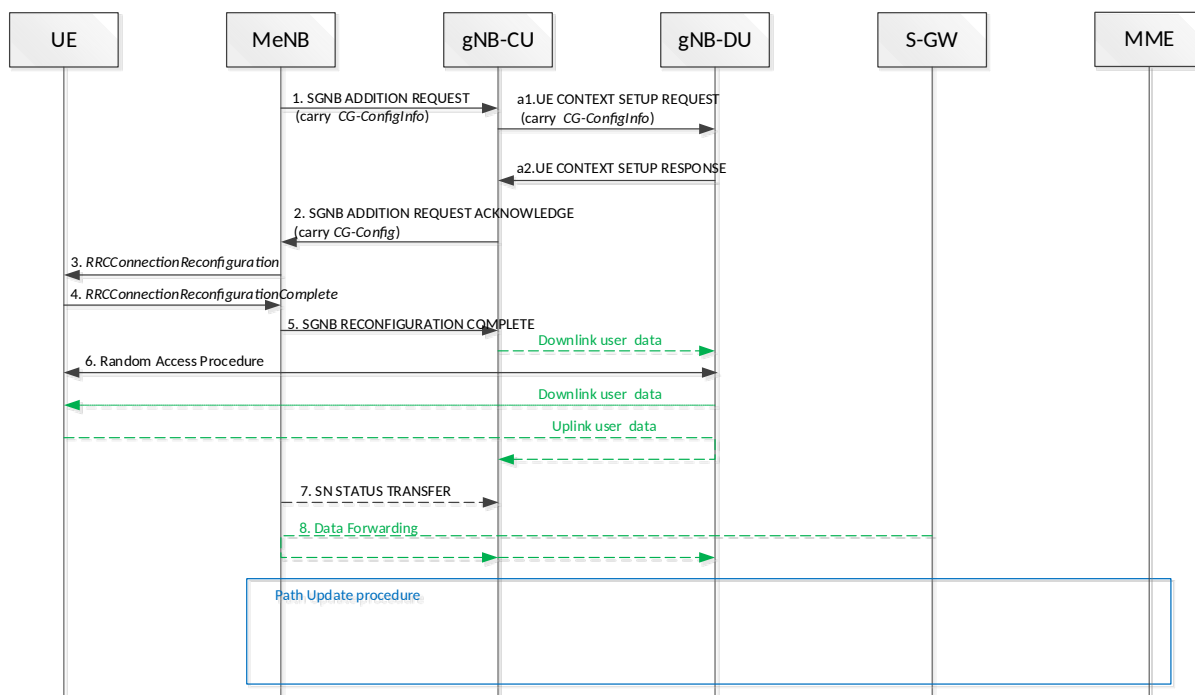 UE
MeNB
gNB-CU
gNB-DU
S-GW
MME
1. SGNB ADDITION REQUEST
(carry CG-ConfigInfo)
a1.UE CONTEXT SETUP REQUEST
(carry CG-ConfigInfo)
a2.UE CONTEXT SETUP RESPONSE
2. SGNB ADDITION REQUEST ACKNOWLEDGE
(carry CG-Config)
3. RRCConnectionReconfiguration
4. RRCConnectionReconfigurationComplete
5. SGNB RECONFIGURATION COMPLETE
Downlink user data
6. Random Access Procedure
Downlink user data
Uplink user data
7. SN STATUS TRANSFER
8. Data Forwarding
Path Update procedure